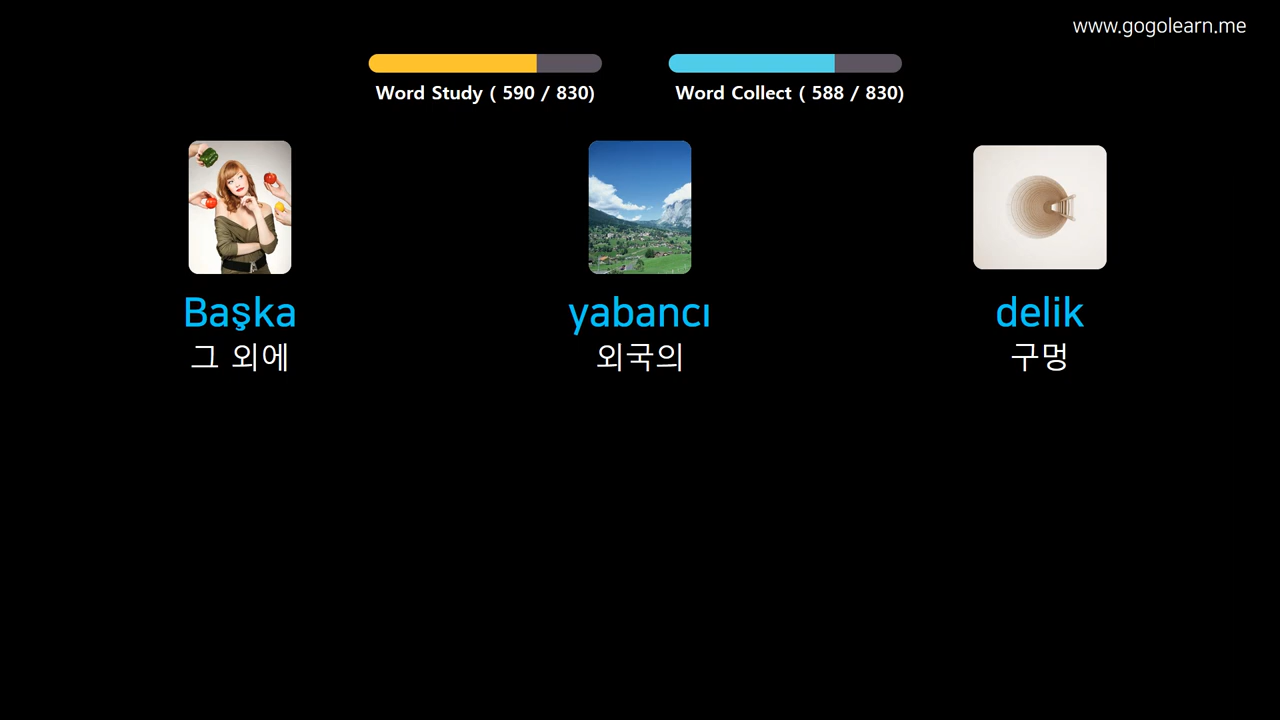 www.gogolearn.me
Word Study ( 590 / 830)
Word Collect ( 588 / 830)
Başka
그 외에
yabancı
외국의
delik
구멍